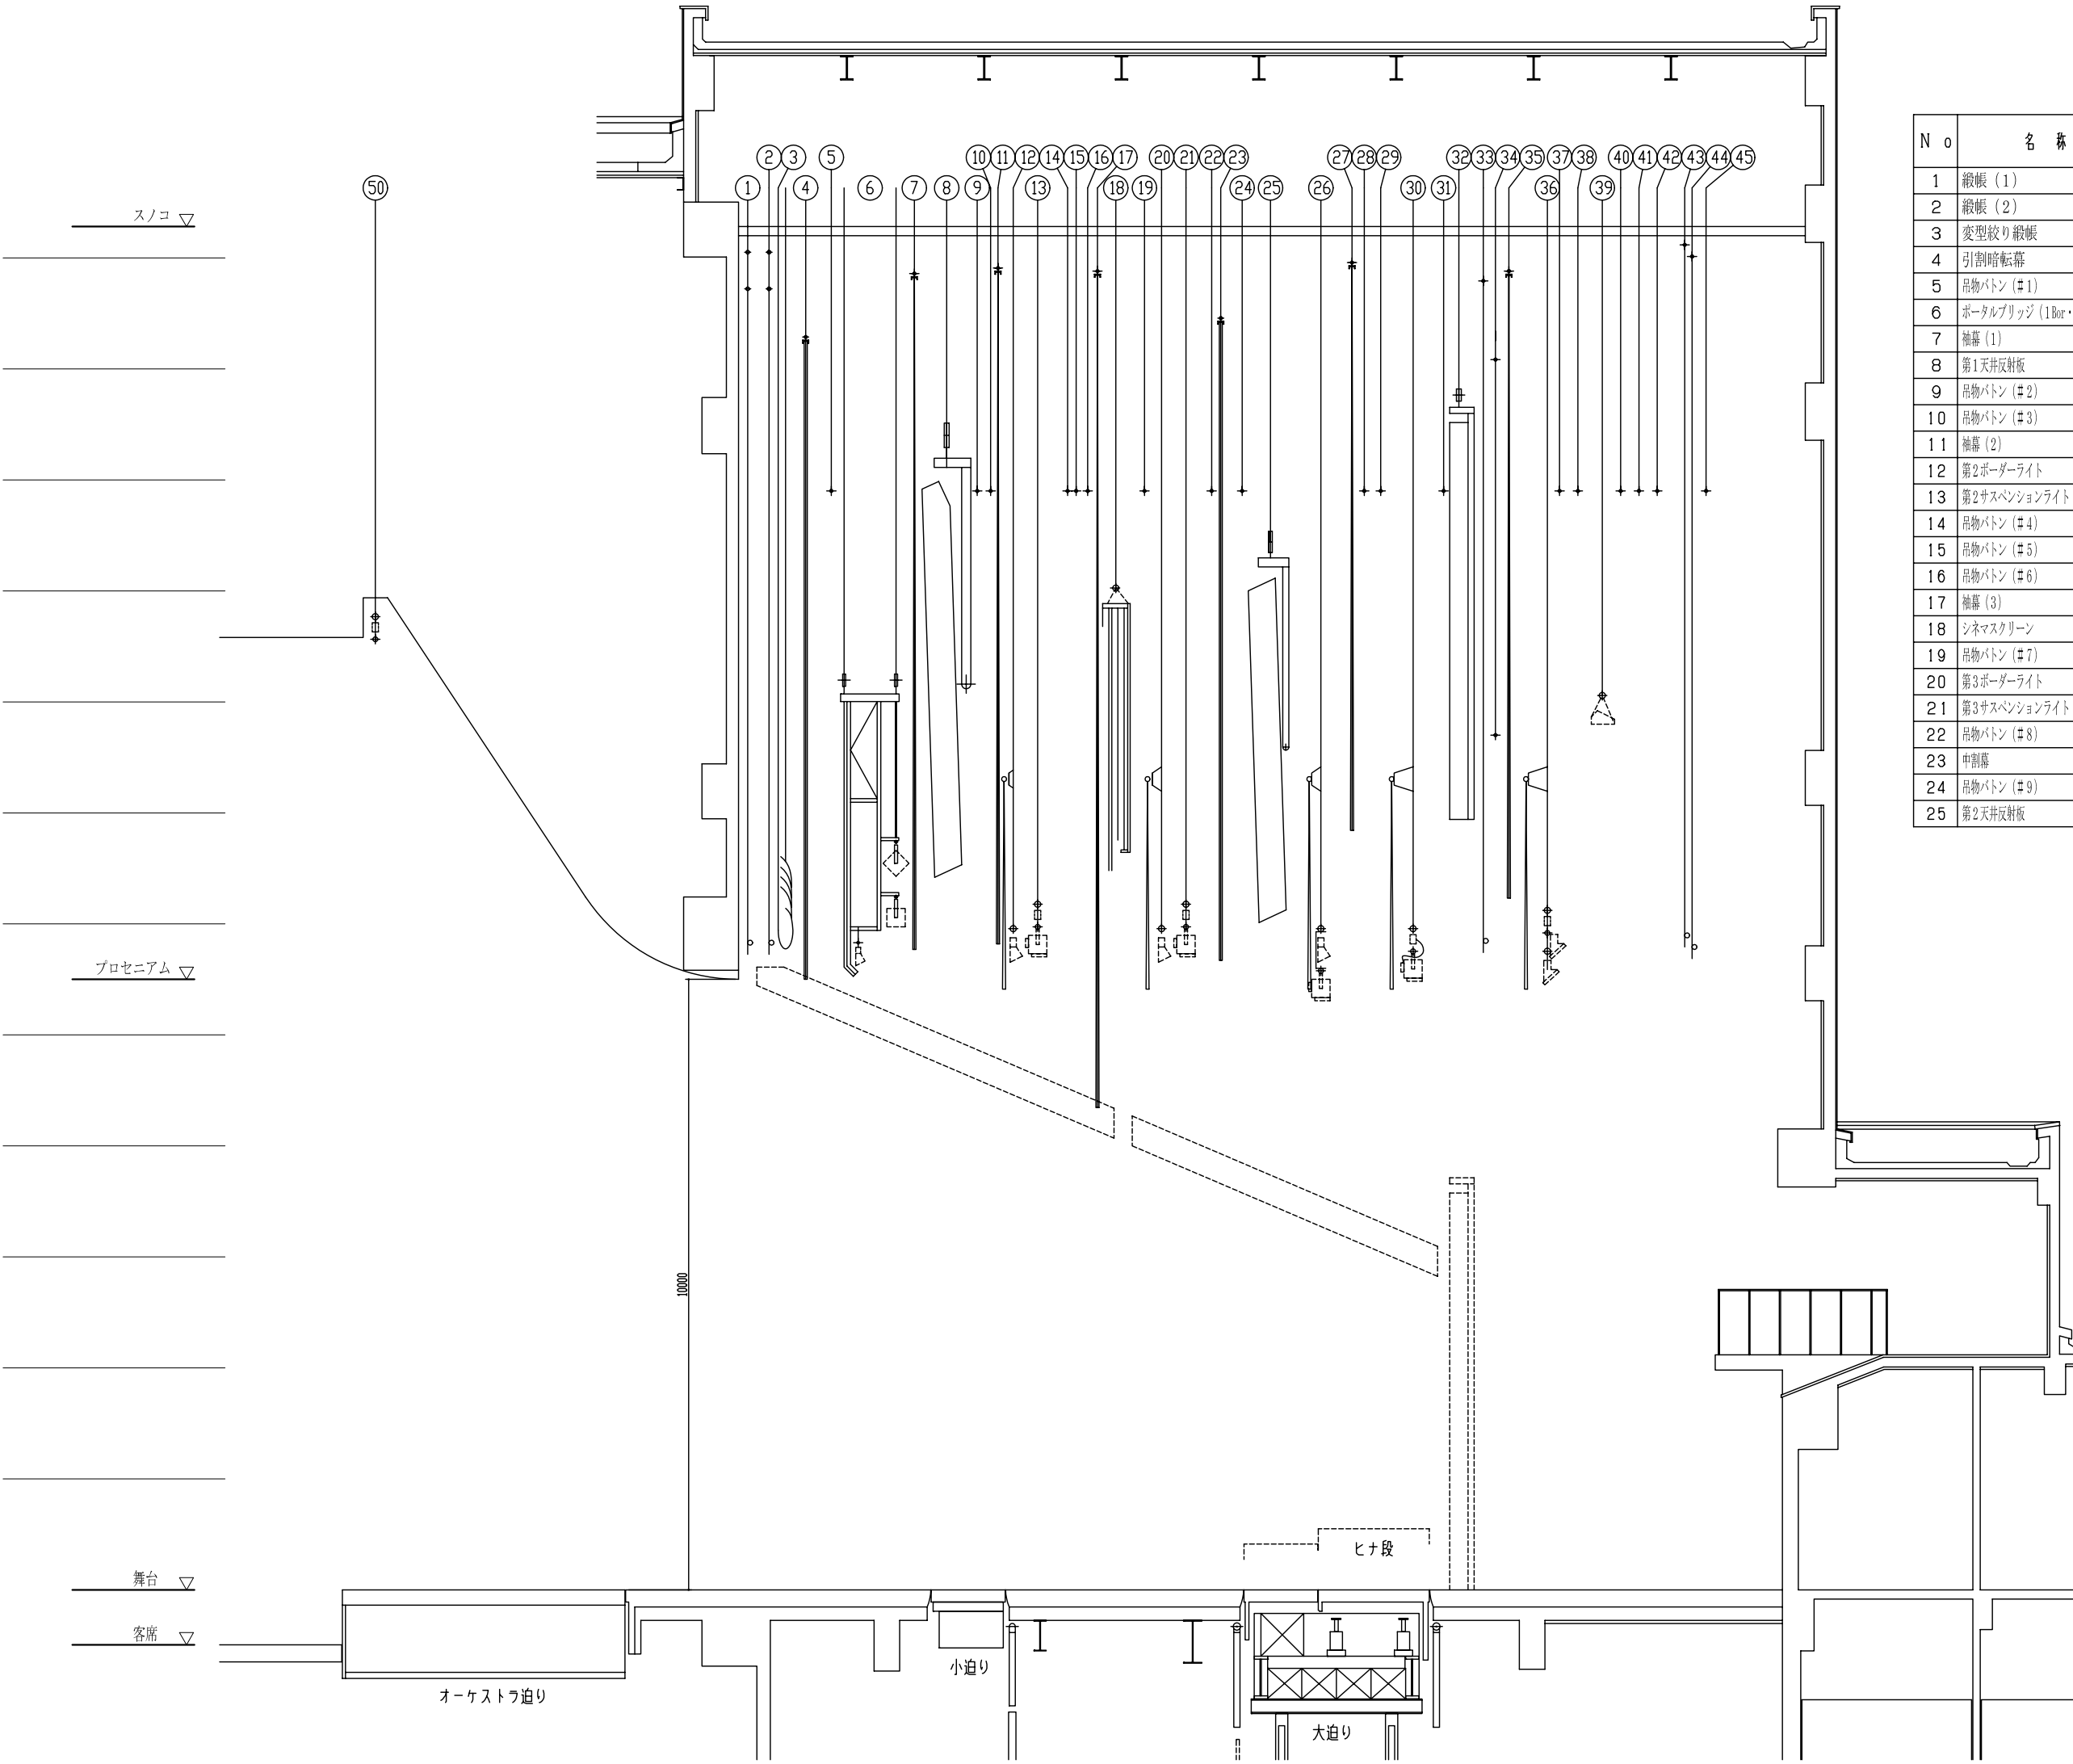 ② ③ ⑤ ⑩ ⑪ ⑫ ⑭ ⑮ ⑯ ⑰ ⑳ ㉑ ㉒ ㉓ ㉗ ㉘ ㉙ ㉜ ㉝ ㉞ ㉟ ㊲ ㊳ ㊵ ㊶ ㊷ ㊸ ㊹ ㊺
㊿ ① ④ ⑥ ⑦ ⑧ ⑨ ⑬ ⑱ ⑲ ㉔ ㉕ ㉖ ㉚ ㉛ ㊱ ㊴
スノコ
プロセニアム
10000
ヒナ段
舞台
客席
小迫り
オーケストラ迫り
大迫り
No 名称
1 緞帳(1)
2 緞帳(2)
3 変型絞り緞帳
4 引割暗転幕
5 吊物バトン(#1)
6 ポータルブリッジ(1Bor・
7 袖幕(1)
8 第1天井反射板
9 吊物バトン(#2)
10 吊物バトン(#3)
11 袖幕(2)
12 第2ボーダーライト
13 第2サスペンションライト
14 吊物バトン(#4)
15 吊物バトン(#5)
16 吊物バトン(#6)
17 袖幕(3)
18 シネマスクリーン
19 吊物バトン(#7)
20 第3ボーダーライト
21 第3サスペンションライト
22 吊物バトン(#8)
23 中割幕
24 吊物バトン(#9)
25 第2天井反射板